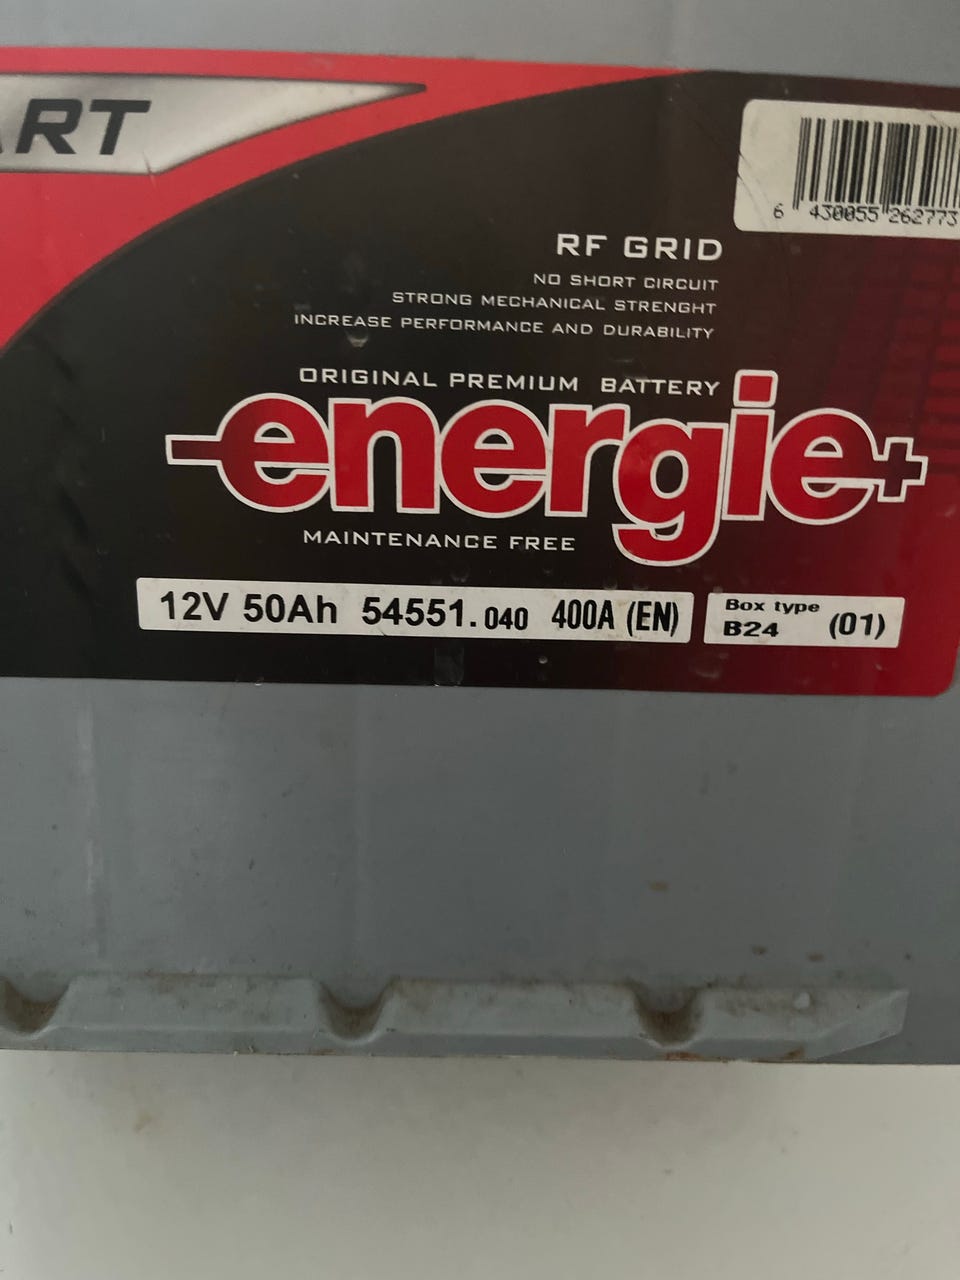 ART
6 430055 262773
RF GRID
NO SHORT CIRCUIT
STRONG MECHANICAL STRENGHT
INCREASE PERFORMANCE AND DURABILITY
ORIGINAL PREMIUM BATTERY
energie+
MAINTENANCE FREE
12V 50Ah 54551.040 400A (EN)
Box type
B24 (01)